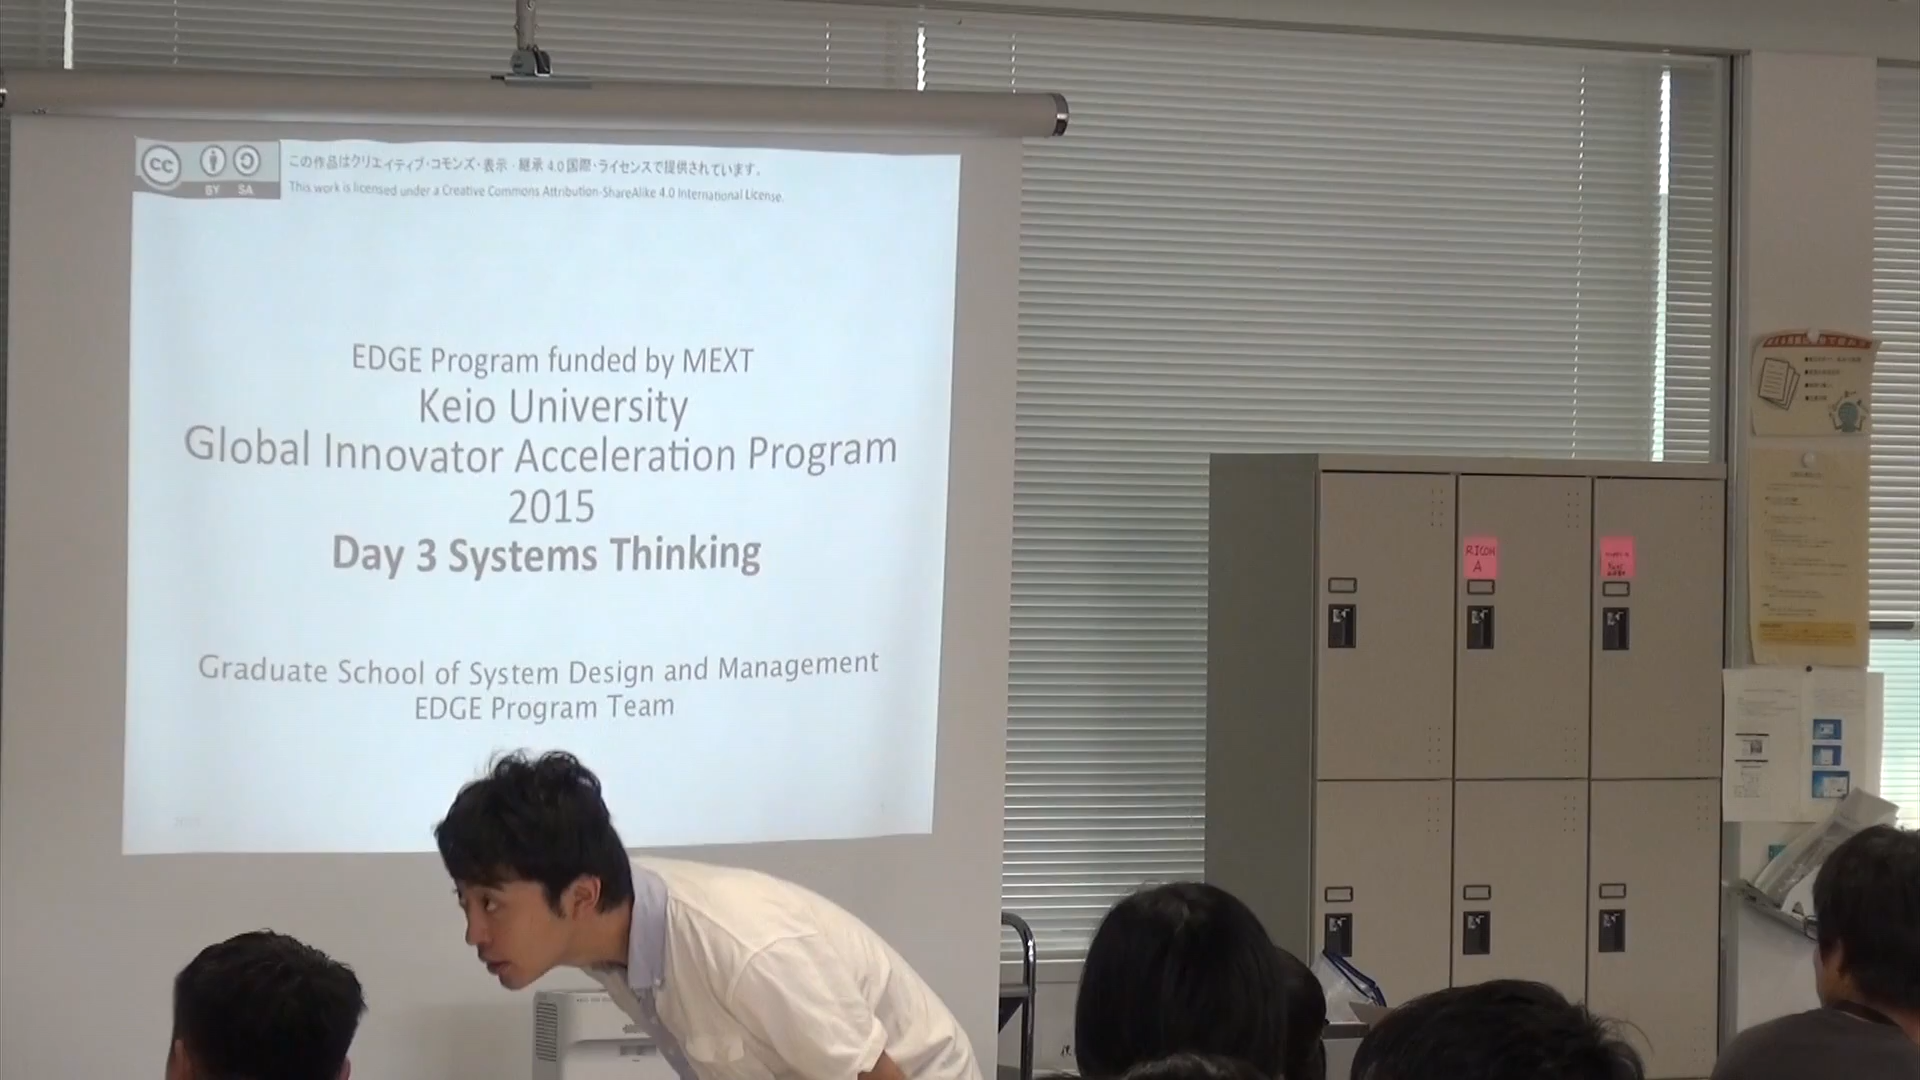 cc
BY SA
この作品はクリエイティブ・コモンズ・表示 - 継承 4.0 国際・ライセンスで提供されています。
This work is licensed under a Creative Commons Attribution-ShareAlike 4.0 International License.
EDGE Program funded by MEXT
Keio University
Global Innovator Acceleration Program
2015
Day 3 Systems Thinking
Graduate School of System Design and Management
EDGE Program Team
RICOH
A